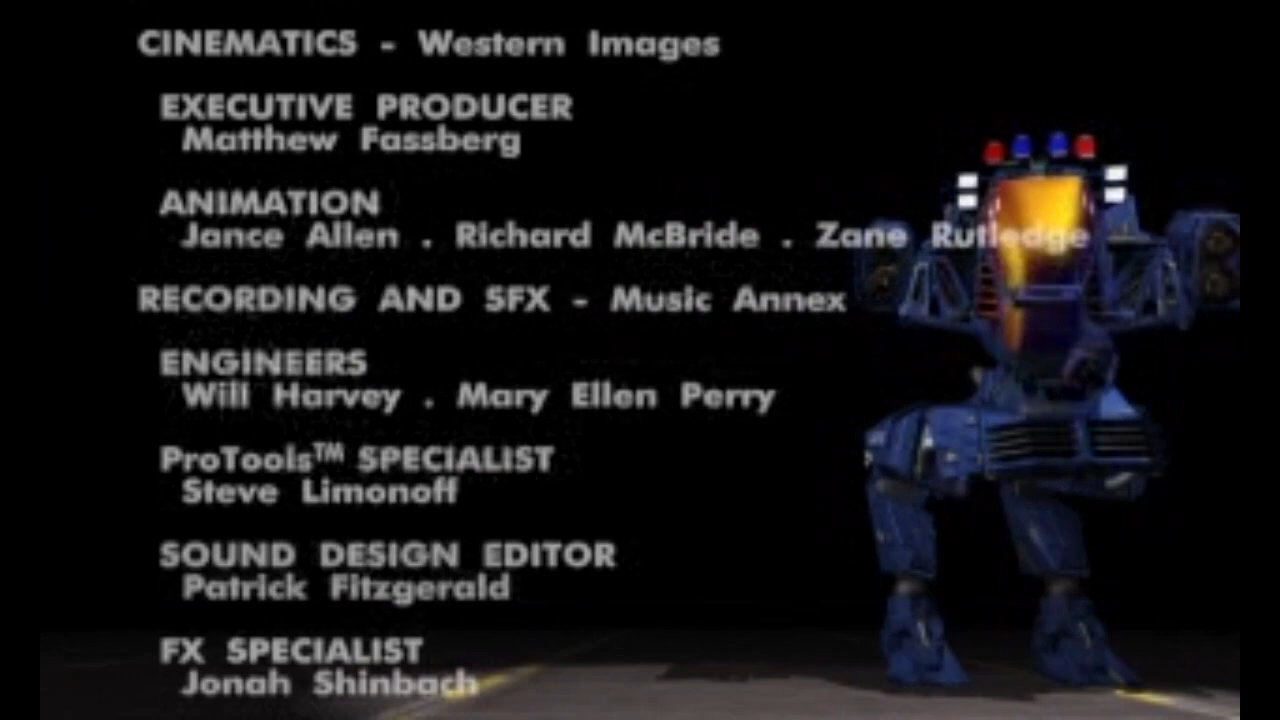 CINEMATICS - Western Images
EXECUTIVE PRODUCER
Matthew Fassberg
ANIMATION
Jance Allen . Richard McBride . Zane Rutledge
RECORDING AND SFX - Music Annex
ENGINEERS
Will Harvey . Mary Ellen Perry
ProTools™ SPECIALIST
Steve Limonoff
SOUND DESIGN EDITOR
Patrick Fitzgerald
FX SPECIALIST
Jonah Shinbach